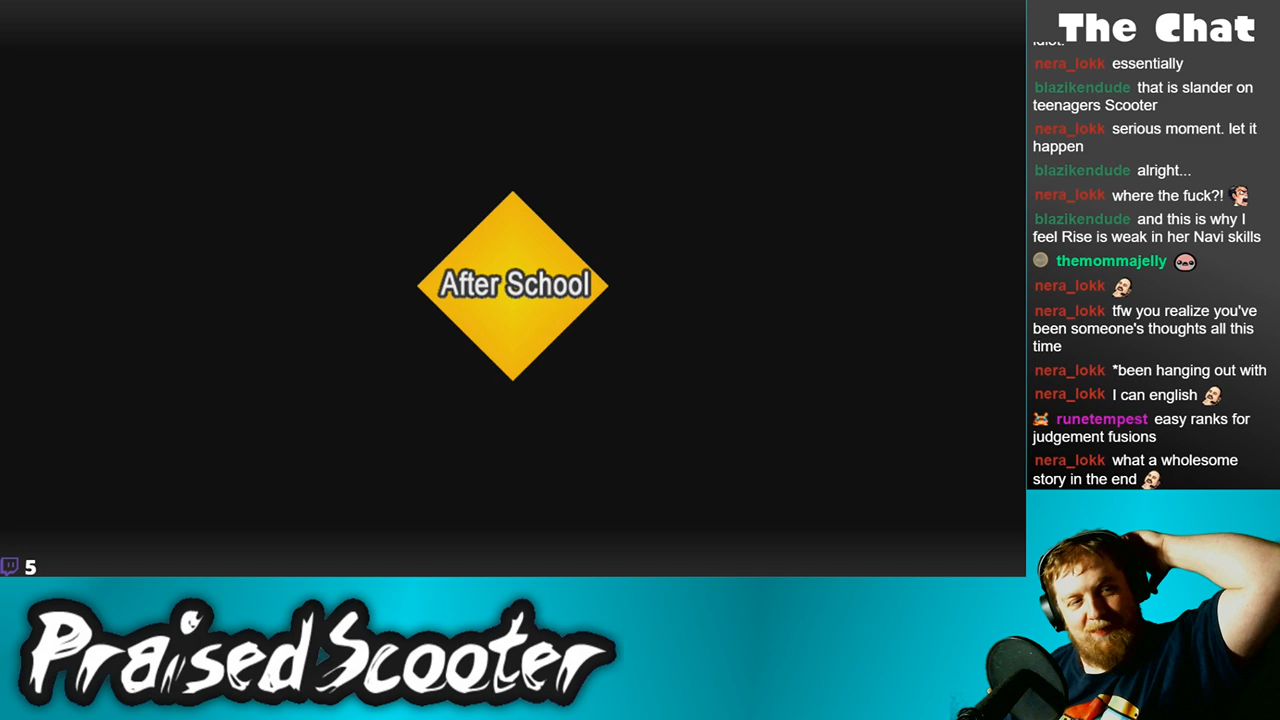 The Chat
idiot.
nera_lokk essentially
blazikendude that is slander on
teenagers Scooter
nera_lokk serious moment. let it
happen
blazikendude alright...
nera_lokk where the fuck?!
blazikendude and this is why I
feel Rise is weak in her Navi skills
themommajelly
nera_lokk
nera_lokk tfw you realize you've
been someone's thoughts all this
time
nera_lokk *been hanging out with
nera_lokk I can english
runetempest easy ranks for
judgement fusions
nera_lokk what a wholesome
story in the end
After School
5
PraisedScooter